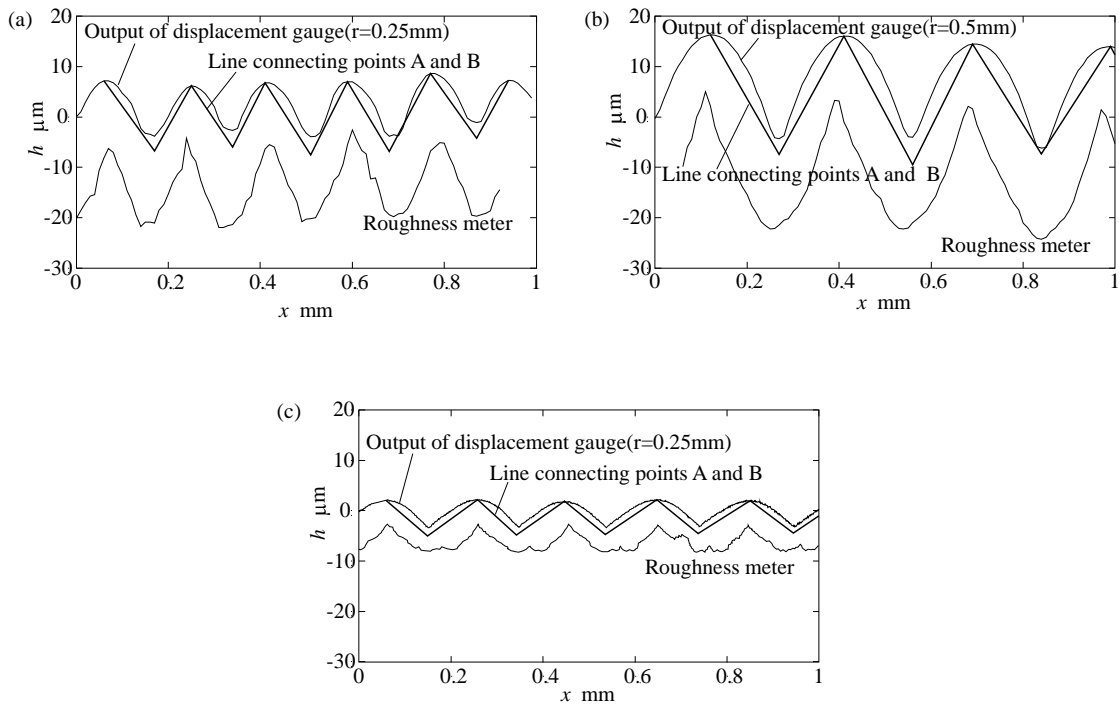 (a)
20
10
0
-10
-20
-30
h μm
Output of displacement gauge(r=0.25mm)
Line connecting points A and B
Roughness meter
0
0.2
0.4
0.6
0.8
1
x mm
(b)
20
10
0
-10
-20
-30
h μm
Output of displacement gauge(r=0.5mm)
Line connecting points A and B
Roughness meter
0
0.2
0.4
0.6
0.8
1
x mm
(c)
20
10
0
-10
-20
-30
h μm
Output of displacement gauge(r=0.25mm)
Line connecting points A and B
Roughness meter
0
0.2
0.4
0.6
0.8
1
x mm